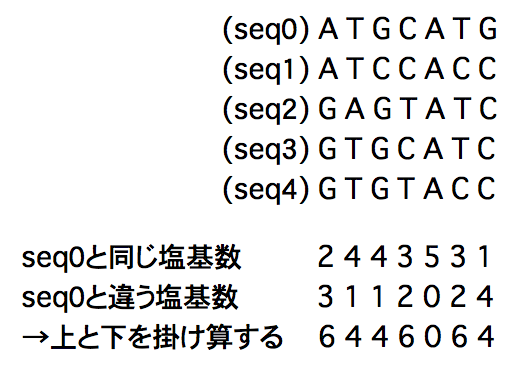 (seq0) A T G C A T G
(seq1) A T C C A C C
(seq2) G A G T A T C
(seq3) G T G C A T C
(seq4) G T G T A C C
seq0と同じ塩基数 2 4 4 3 5 3 1
seq0と違う塩基数 3 1 1 2 0 2 4
→上と下を掛け算する 6 4 4 6 0 6 4